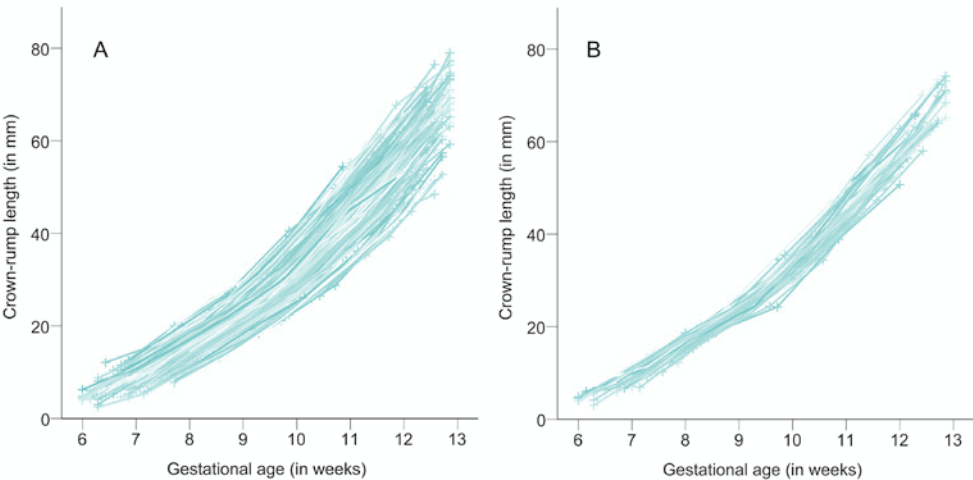 A
Crown-rump length (in mm)
80
60
40
20
0
6 7 8 9 10 11 12 13
Gestational age (in weeks)
B
Crown-rump length (in mm)
80
60
40
20
0
6 7 8 9 10 11 12 13
Gestational age (in weeks)